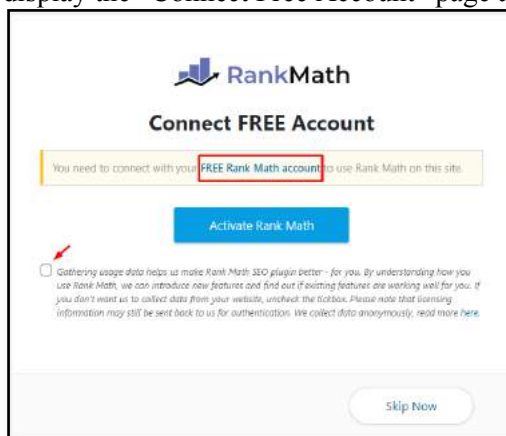 display the "Connect Free Account" page t
RankMath
Connect FREE Account
You need to connect with your FREE Rank Math account to use Rank Math on this site.
Activate Rank Math
Gathering usage data helps us make Rank Math SEO plugin better - for you. By understanding how you
use Rank Math, we can introduce new features and find out if existing features are working well for you. If
you don't want us to collect data from your website, uncheck the tickbox. Please note that licensing
information may still be sent back to us for authentication. We collect data anonymously, read more here.
Skip Now